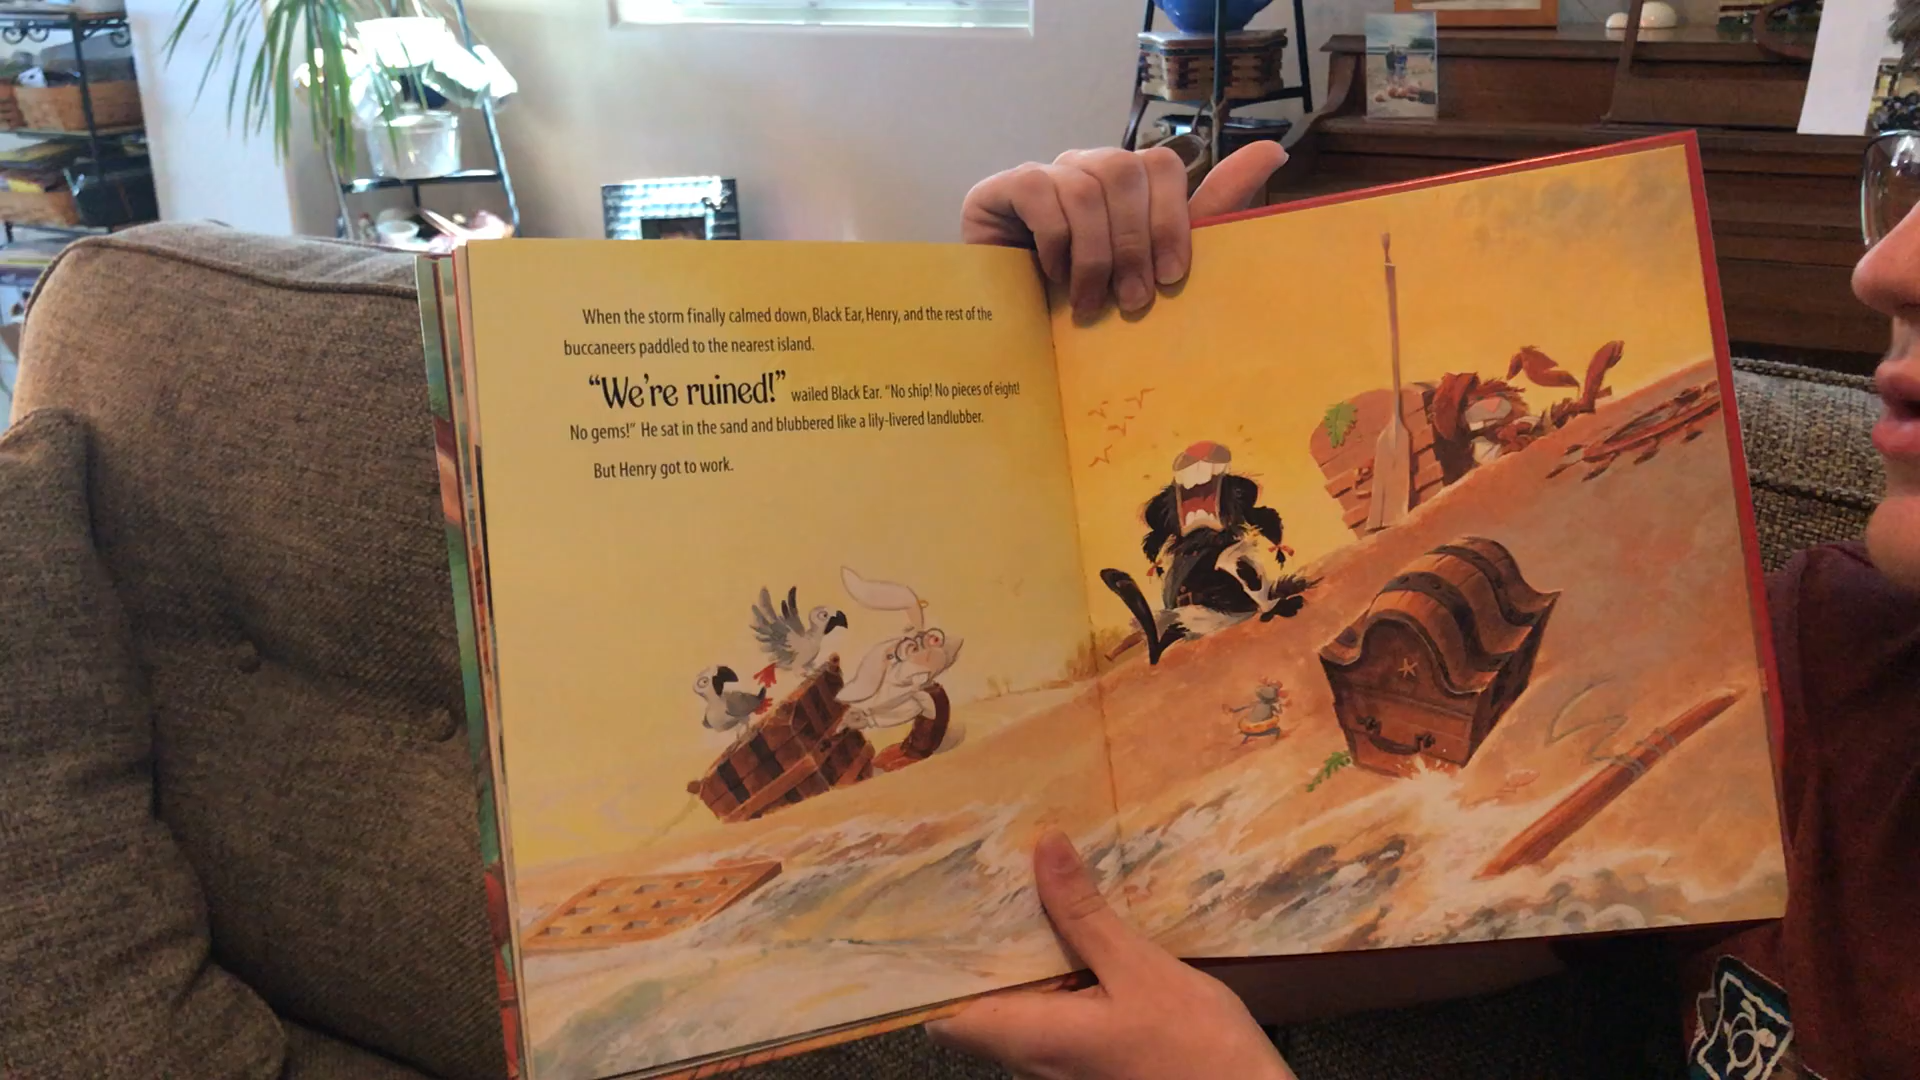 When the storm finally calmed down, Black Ear, Henry, and the rest of the
buccaneers paddled to the nearest island.
“We’re ruined!” wailed Black Ear. “No ship! No pieces of eight!
No gems!” He sat in the sand and blubbered like a lily-livered landlubber.
But Henry got to work.